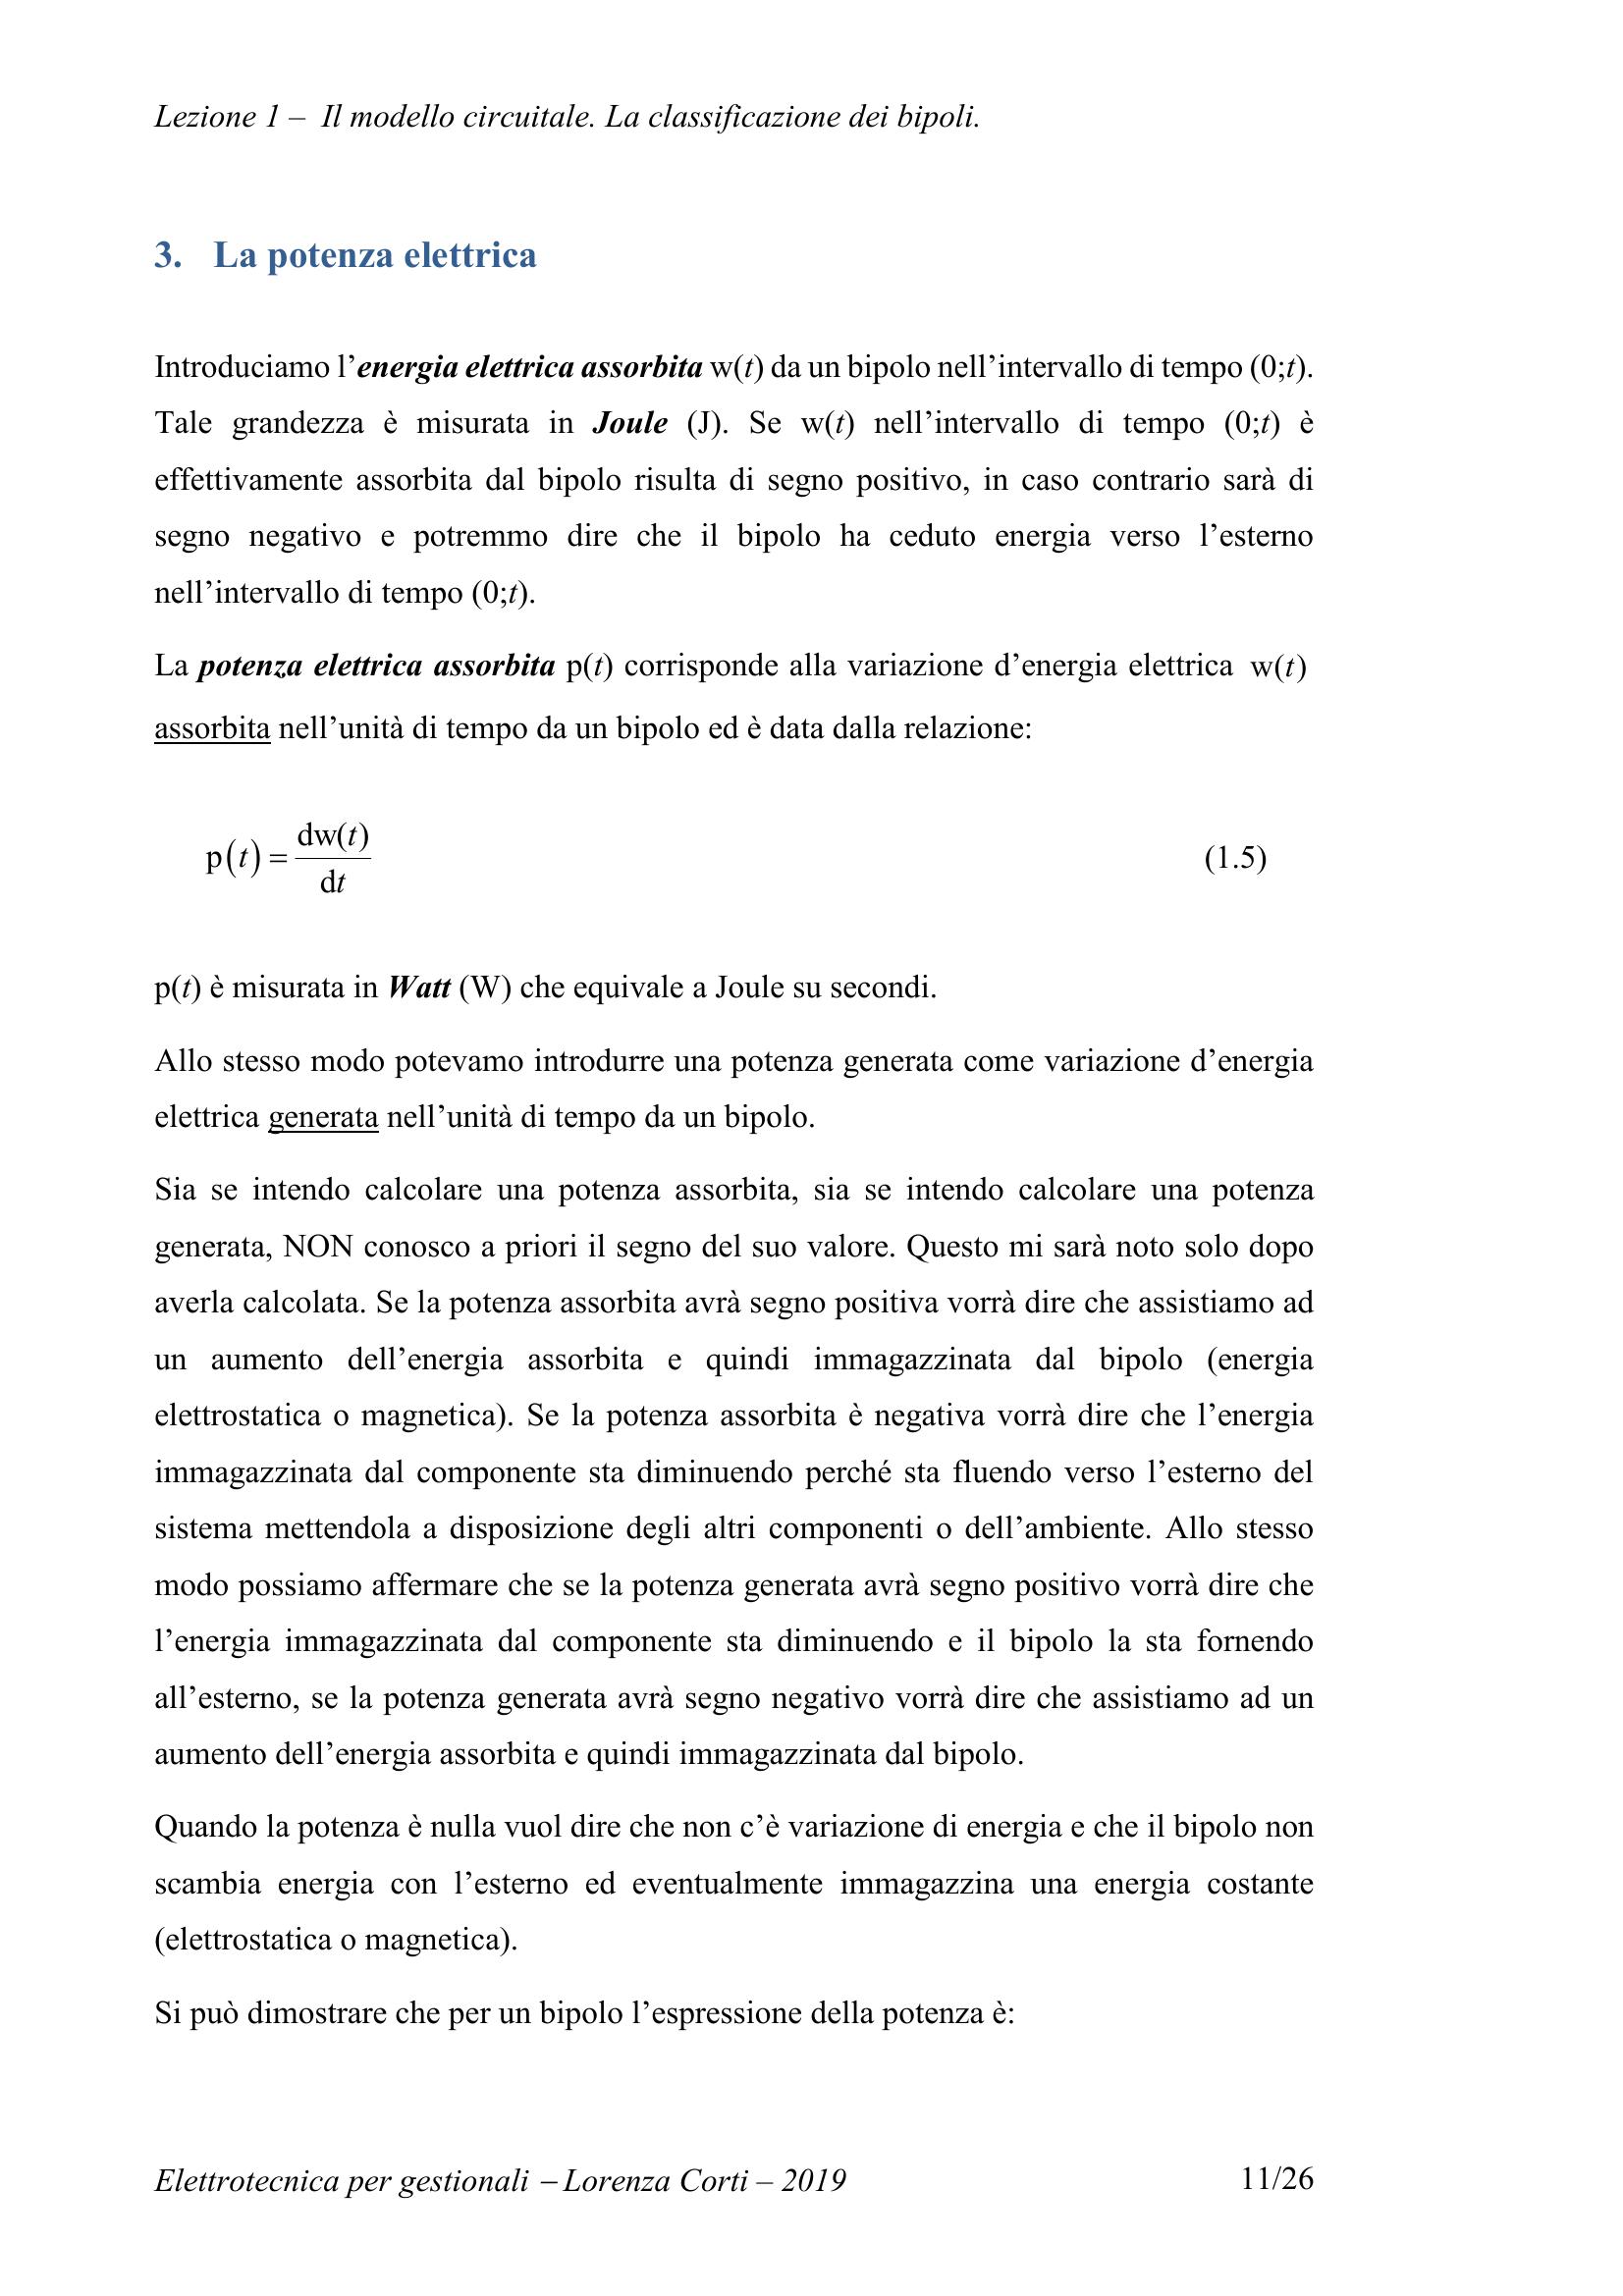 Lezione 1 – Il modello circuitale. La classificazione dei bipoli.
3. La potenza elettrica
Introduciamo l’energia elettrica assorbita w(t) da un bipolo nell’intervallo di tempo (0;t).
Tale grandezza è misurata in Joule (J). Se w(t) nell’intervallo di tempo (0;t) è
effettivamente assorbita dal bipolo risulta di segno positivo, in caso contrario sarà di
segno negativo e potremmo dire che il bipolo ha ceduto energia verso l’esterno
nell’intervallo di tempo (0;t).
La potenza elettrica assorbita p(t) corrisponde alla variazione d’energia elettrica w(t)
assorbita nell’unità di tempo da un bipolo ed è data dalla relazione:
p(t) = dw(t)/dt (1.5)
p(t) è misurata in Watt (W) che equivale a Joule su secondi.
Allo stesso modo potevamo introdurre una potenza generata come variazione d’energia
elettrica generata nell’unità di tempo da un bipolo.
Sia se intendo calcolare una potenza assorbita, sia se intendo calcolare una potenza
generata, NON conosco a priori il segno del suo valore. Questo mi sarà noto solo dopo
averla calcolata. Se la potenza assorbita avrà segno positiva vorrà dire che assistiamo ad
un aumento dell’energia assorbita e quindi immagazzinata dal bipolo (energia
elettrostatica o magnetica). Se la potenza assorbita è negativa vorrà dire che l’energia
immagazzinata dal componente sta diminuendo perché sta fluendo verso l’esterno del
sistema mettendola a disposizione degli altri componenti o dell’ambiente. Allo stesso
modo possiamo affermare che se la potenza generata avrà segno positivo vorrà dire che
l’energia immagazzinata dal componente sta diminuendo e il bipolo la sta fornendo
all’esterno, se la potenza generata avrà segno negativo vorrà dire che assistiamo ad un
aumento dell’energia assorbita e quindi immagazzinata dal bipolo.
Quando la potenza è nulla vuol dire che non c’è variazione di energia e che il bipolo non
scambia energia con l’esterno ed eventualmente immagazzina una energia costante
(elettrostatica o magnetica).
Si può dimostrare che per un bipolo l’espressione della potenza è:
Elettrotecnica per gestionali – Lorenza Corti – 2019 11/26